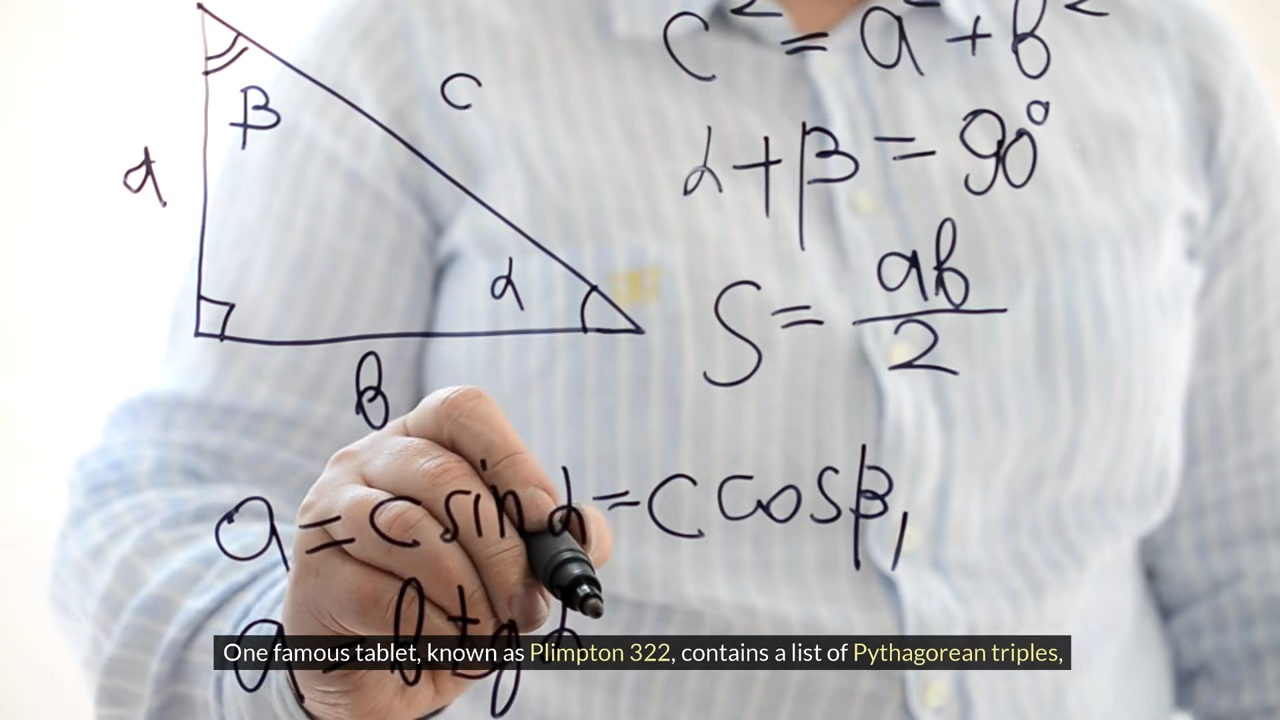 β
c
a
α
b
c² = a² + b²
α + β = 90°
S = ab/2
a = c sin α = c cos β,
a = b tg α
One famous tablet, known as Plimpton 322, contains a list of Pythagorean triples,